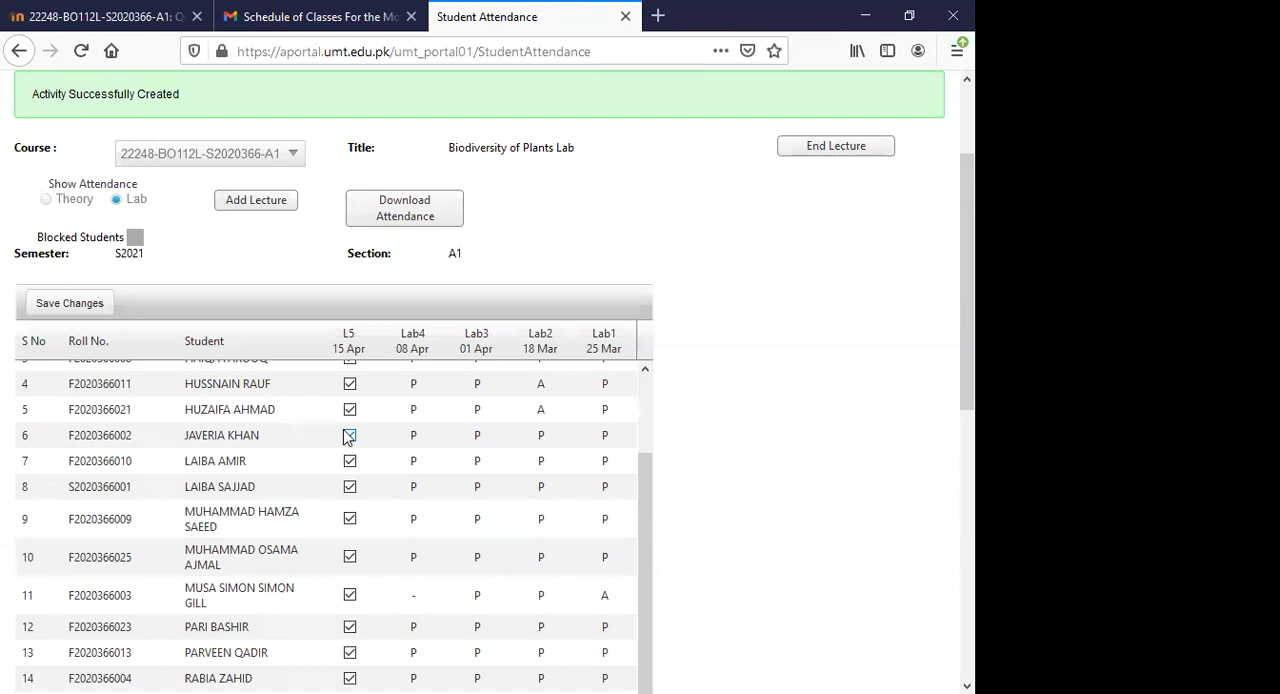 22248-BO112L-S2020366-A1: Q
Schedule of Classes For the Mo
Student Attendance
https://aportal.umt.edu.pk/umt_portal01/StudentAttendance
Activity Successfully Created
Course : 22248-BO112L-S2020366-A1 Title: Biodiversity of Plants Lab End Lecture
Show Attendance
Theory Lab Add Lecture Download Attendance
Blocked Students
Semester: S2021 Section: A1
Save Changes
S No Roll No. Student L5 15 Apr Lab4 08 Apr Lab3 01 Apr Lab2 18 Mar Lab1 25 Mar
4 F2020366011 HUSSNAIN RAUF P P A P
5 F2020366021 HUZAIFA AHMAD P P A P
6 F2020366002 JAVERIA KHAN P P P P
7 F2020366010 LAIBA AMIR P P P P
8 S2020366001 LAIBA SAJJAD P P P P
9 F2020366009 MUHAMMAD HAMZA SAEED P P P P
10 F2020366025 MUHAMMAD OSAMA AJMAL P P P P
11 F2020366003 MUSA SIMON SIMON GILL - P P A
12 F2020366023 PARI BASHIR P P P P
13 F2020366013 PARVEEN QADIR P P P P
14 F2020366004 RABIA ZAHID P P P P